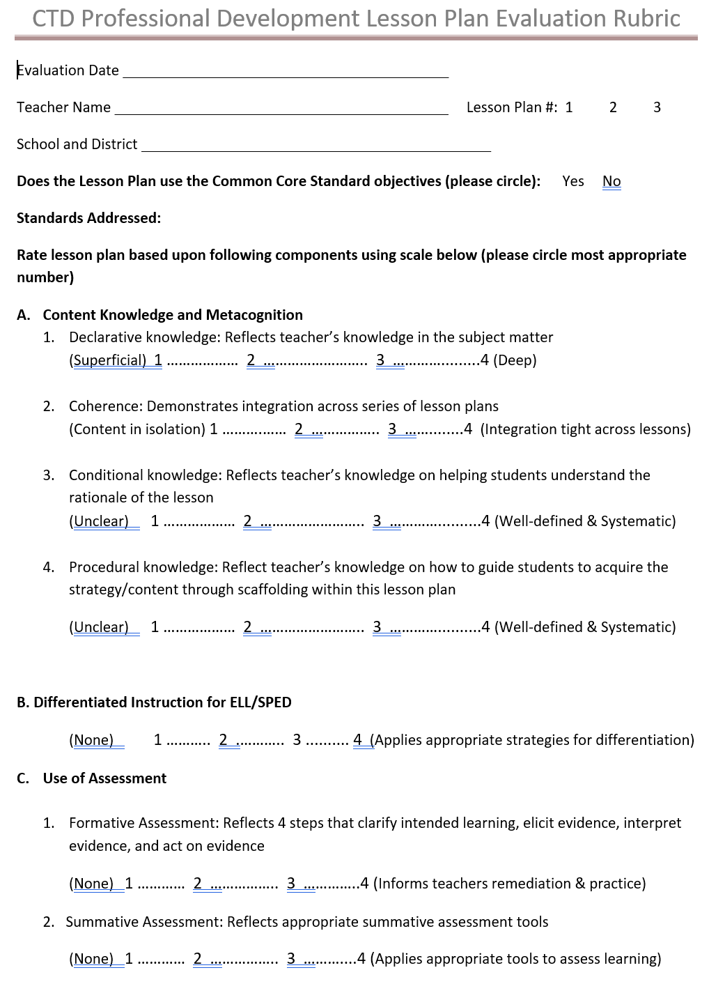 CTD Professional Development Lesson Plan Evaluation Rubric
Evaluation Date ____________________________________________
Teacher Name _____________________________________________ Lesson Plan #: 1 2 3
School and District _______________________________________________
Does the Lesson Plan use the Common Core Standard objectives (please circle): Yes No
Standards Addressed:
Rate lesson plan based upon following components using scale below (please circle most appropriate
number)
A. Content Knowledge and Metacognition
1. Declarative knowledge: Reflects teacher’s knowledge in the subject matter
(Superficial) 1 ……………… 2 …………………….. 3 ………….........4 (Deep)
2. Coherence: Demonstrates integration across series of lesson plans
(Content in isolation) 1 ……….…… 2 …………….. 3 ……........4 (Integration tight across lessons)
3. Conditional knowledge: Reflects teacher’s knowledge on helping students understand the
rationale of the lesson
(Unclear) 1 ……………… 2 …………………….. 3 …………..........4 (Well-defined & Systematic)
4. Procedural knowledge: Reflect teacher’s knowledge on how to guide students to acquire the
strategy/content through scaffolding within this lesson plan
(Unclear) 1 ……………… 2 …………………….. 3 …………..........4 (Well-defined & Systematic)
B. Differentiated Instruction for ELL/SPED
(None) 1 ……….. 2 ……….. 3 .......... 4 (Applies appropriate strategies for differentiation)
C. Use of Assessment
1. Formative Assessment: Reflects 4 steps that clarify intended learning, elicit evidence, interpret
evidence, and act on evidence
(None) 1 ………… 2 …………….. 3 …………..4 (Informs teachers remediation & practice)
2. Summative Assessment: Reflects appropriate summative assessment tools
(None) 1 ………… 2 …………….. 3 ………....4 (Applies appropriate tools to assess learning)